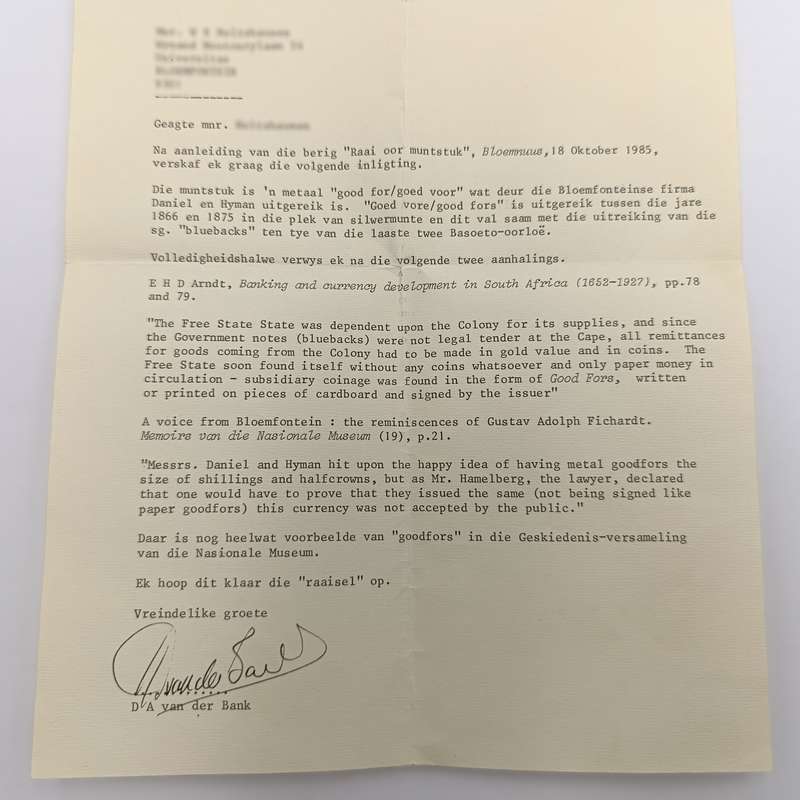 Geagte mnr.
Na aanleiding van die berig "Raai oor muntstuk", Bloemnuus, 18 Oktober 1985,
verskaf ek graag die volgende inligting.
Die muntstuk is 'n metaal "good for/goed voor" wat deur die Bloemfonteinse firma
Daniel en Hyman uitgereik is. "Goed vore/good fors" is uitgereik tussen die jare
1866 en 1875 in die plek van silwermunte en dit val saam met die uitreiking van die
sg. "bluebacks" ten tye van die laaste twee Basoeto-oorloë.
Volledigheidshalwe verwys ek na die volgende twee aanhalings.
E H D Arndt, Banking and currency development in South Africa (1652-1927), pp.78
and 79.
"The Free State State was dependent upon the Colony for its supplies, and since
the Government notes (bluebacks) were not legal tender at the Cape, all remittances
for goods coming from the Colony had to be made in gold value and in coins. The
Free State soon found itself without any coins whatsoever and only paper money in
circulation - subsidiary coinage was found in the form of Good Fors, written
or printed on pieces of cardboard and signed by the issuer"
A voice from Bloemfontein : the reminiscences of Gustav Adolph Fichardt.
Memoirs van die Nasionale Museum (19), p.21.
"Messrs. Daniel and Hyman hit upon the happy idea of having metal goodfors the
size of shillings and halfcrowns, but as Mr. Hamelberg, the lawyer, declared
that one would have to prove that they issued the same (not being signed like
paper goodfors) this currency was not accepted by the public."
Daar is nog heelwat voorbeelde van "goodfors" in die Geskiedenis-versameling
van die Nasionale Museum.
Ek hoop dit klaar die "raaisel" op.
Vreindelike groete
D A van der Bank